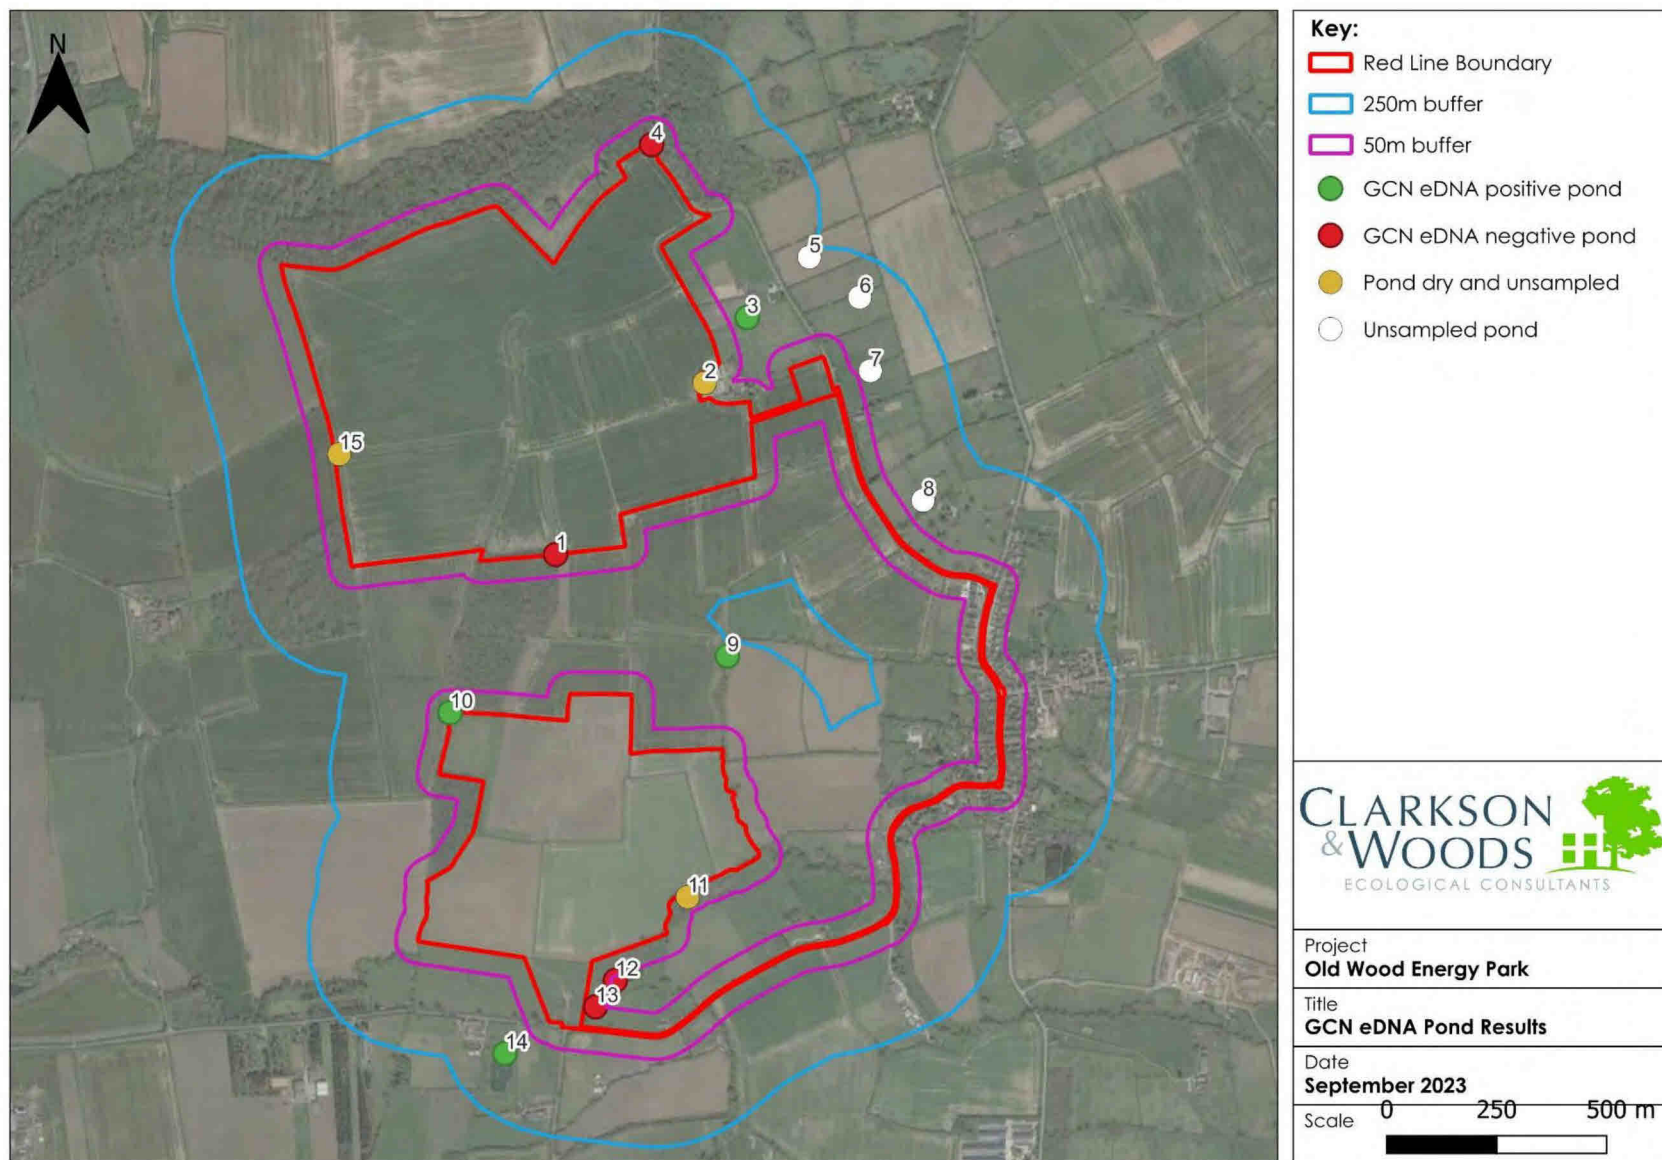 N
4
5
6
3
7
2
15
8
1
9
10
11
12
13
14
Key:
Red Line Boundary
250m buffer
50m buffer
GCN eDNA positive pond
GCN eDNA negative pond
Pond dry and unsampled
Unsampled pond
CLARKSON
&WOODS
ECOLOGICAL CONSULTANTS
Project
Old Wood Energy Park
Title
GCN eDNA Pond Results
Date
September 2023
Scale 0 250 500 m